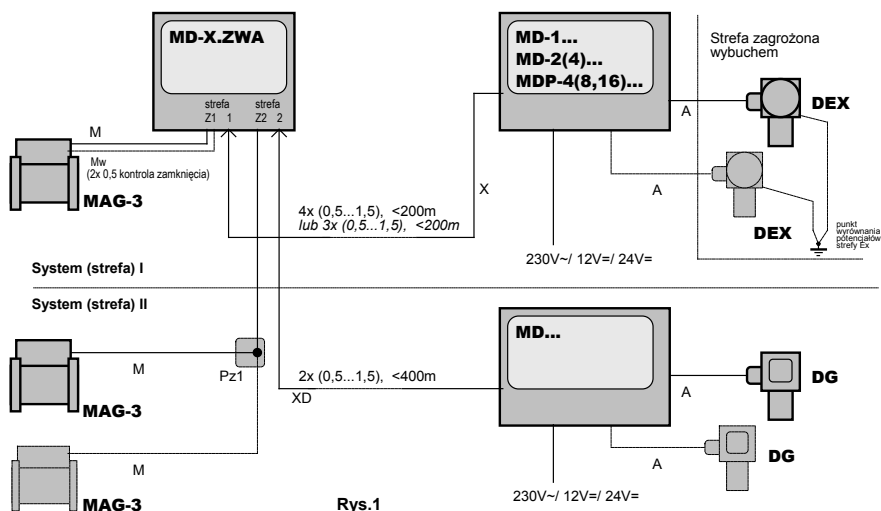 MD-X.ZWA
strefa strefa
Z1 1 Z2 2
M
Mw
(2x 0,5 kontrola zamknięcia)
MAG-3
MD-1...
MD-2(4)...
MDP-4(8,16)...
Strefa zagrożona
wybuchem
A
DEX
A
DEX
punkt
wyrównania
potencjałów
strefy Ex
X
4x (0,5...1,5), <200m
lub 3x (0,5...1,5), <200m
230V~/ 12V=/ 24V=
System (strefa) I
System (strefa) II
MD...
M
Pz1
MAG-3
2x (0,5...1,5), <400m
XD
A
DG
A
DG
M
MAG-3
230V~/ 12V=/ 24V=
Rys.1